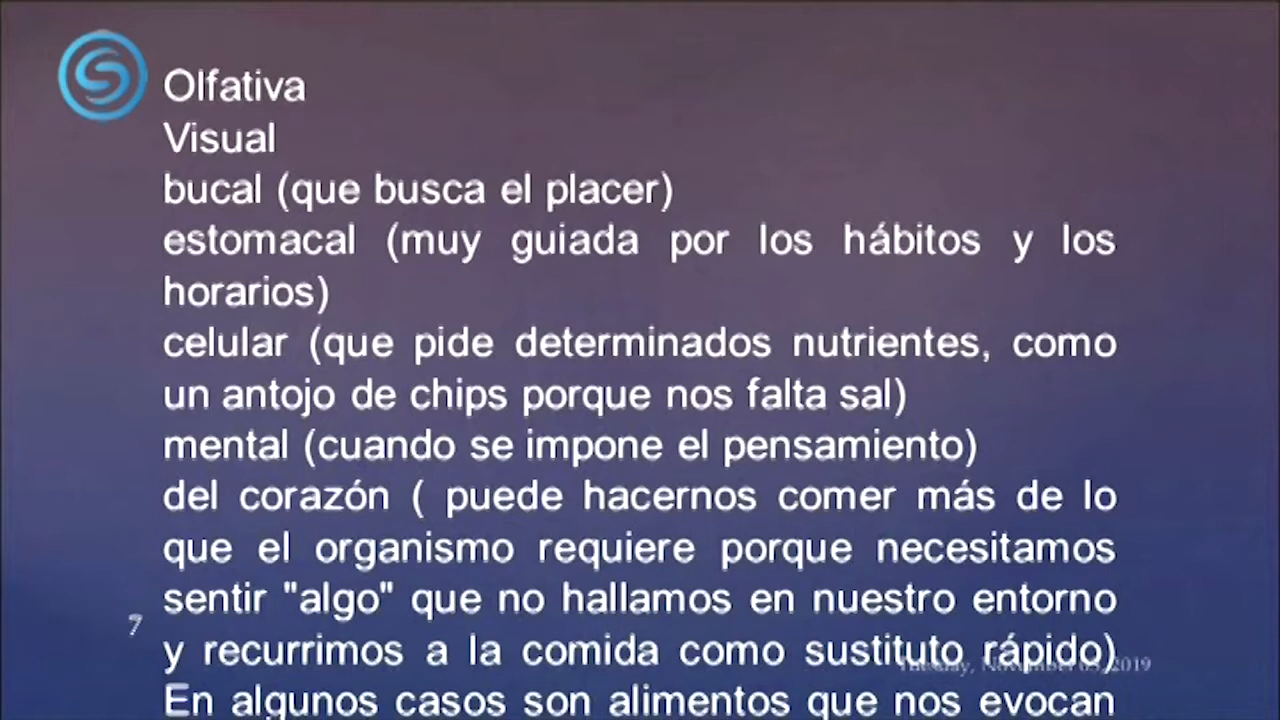 Olfativa
Visual
bucal (que busca el placer)
estomacal (muy guiada por los hábitos y los
horarios)
celular (que pide determinados nutrientes, como
un antojo de chips porque nos falta sal)
mental (cuando se impone el pensamiento)
del corazón ( puede hacernos comer más de lo
que el organismo requiere porque necesitamos
sentir "algo" que no hallamos en nuestro entorno
7
y recurrimos a la comida como sustituto rápido)
Tuesday, November 2019
En algunos casos son alimentos que nos evocan